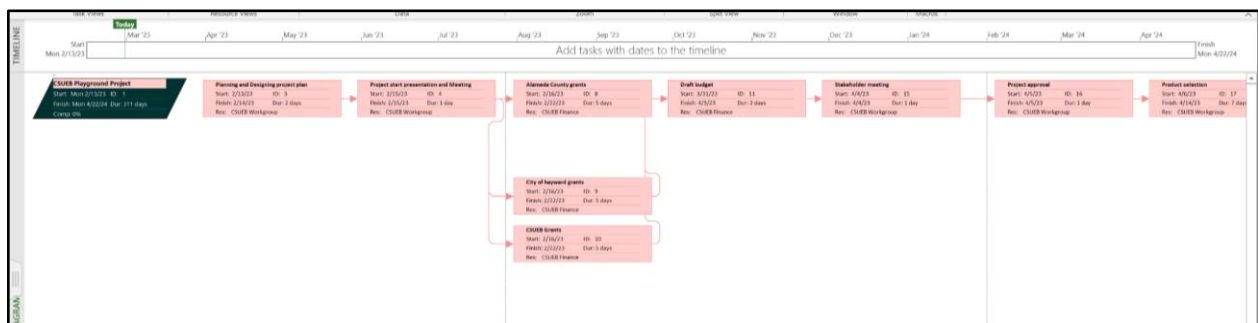 Task Views
Resource Views
Data
Zoom
Split View
Window
Macros
TIMELINE
Today
Mar '23
Apr '23
May '23
Jun '23
Jul '23
Aug '23
Sep '23
Oct '23
Nov '23
Dec '23
Jan '24
Feb '24
Mar '24
Apr '24
Start
Mon 2/13/23
Add tasks with dates to the timeline
Finish
Mon 4/22/24
CSUEB Playground Project
Start: Mon 2/13/23 ID: 1
Finish: Mon 4/22/24 Dur: 311 days
Comp: 0%
Planning and Designing project plan
Start: 2/13/23 ID: 3
Finish: 2/14/23 Dur: 2 days
Res: CSUEB Workgroup
Project start presentation and Meeting
Start: 2/15/23 ID: 4
Finish: 2/15/23 Dur: 1 day
Res: CSUEB Workgroup
Alameda County grants
Start: 2/16/23 ID: 8
Finish: 2/22/23 Dur: 5 days
Res: CSUEB Finance
Draft budget
Start: 3/31/23 ID: 11
Finish: 4/3/23 Dur: 2 days
Res: CSUEB Finance
Stakeholder meeting
Start: 4/4/23 ID: 15
Finish: 4/4/23 Dur: 1 day
Res: CSUEB Workgroup
Project approval
Start: 4/5/23 ID: 16
Finish: 4/5/23 Dur: 1 day
Res: CSUEB Workgroup
Product selection
Start: 4/6/23 ID: 17
Finish: 4/14/23 Dur: 7 days
Res: CSUEB Workgroup
City of hayward grants
Start: 2/16/23 ID: 9
Finish: 2/22/23 Dur: 5 days
Res: CSUEB Finance
CSUEB Grants
Start: 2/16/23 ID: 10
Finish: 2/22/23 Dur: 5 days
Res: CSUEB Finance
AGRAM